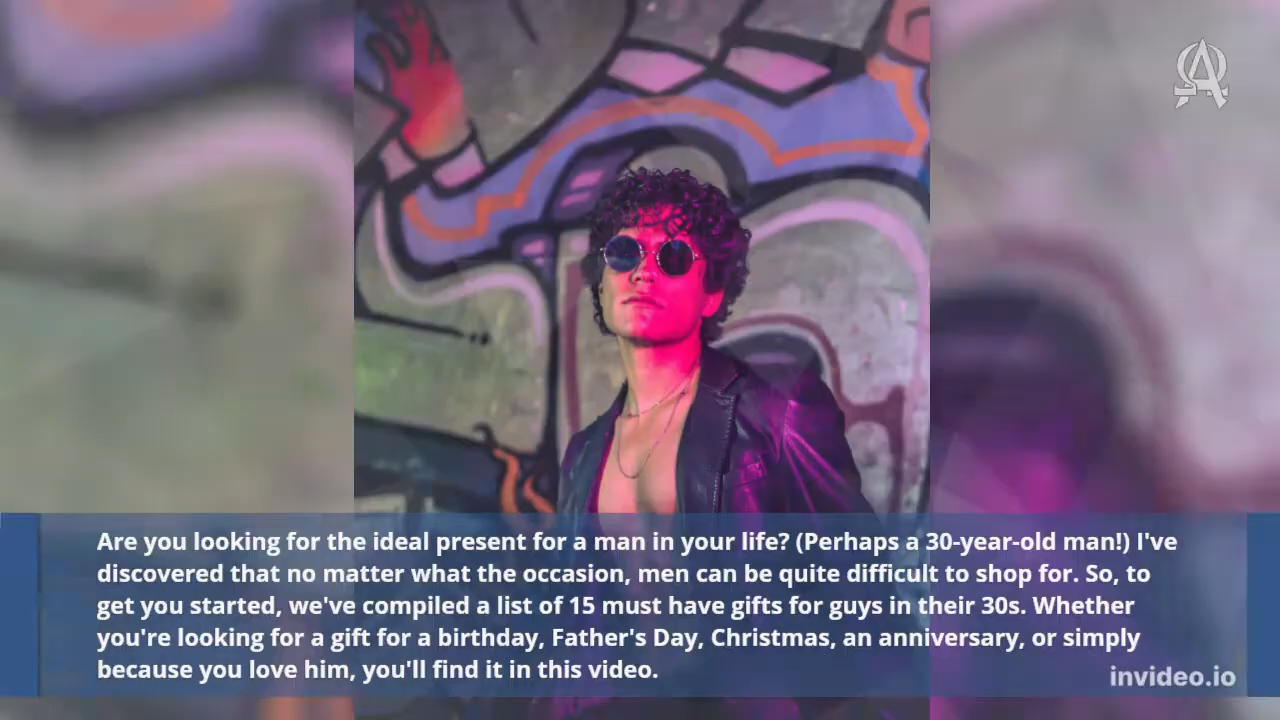 Are you looking for the ideal present for a man in your life? (Perhaps a 30-year-old man!) I've
discovered that no matter what the occasion, men can be quite difficult to shop for. So, to
get you started, we've compiled a list of 15 must have gifts for guys in their 30s. Whether
you're looking for a gift for a birthday, Father's Day, Christmas, an anniversary, or simply
because you love him, you'll find it in this video.
invideo.io